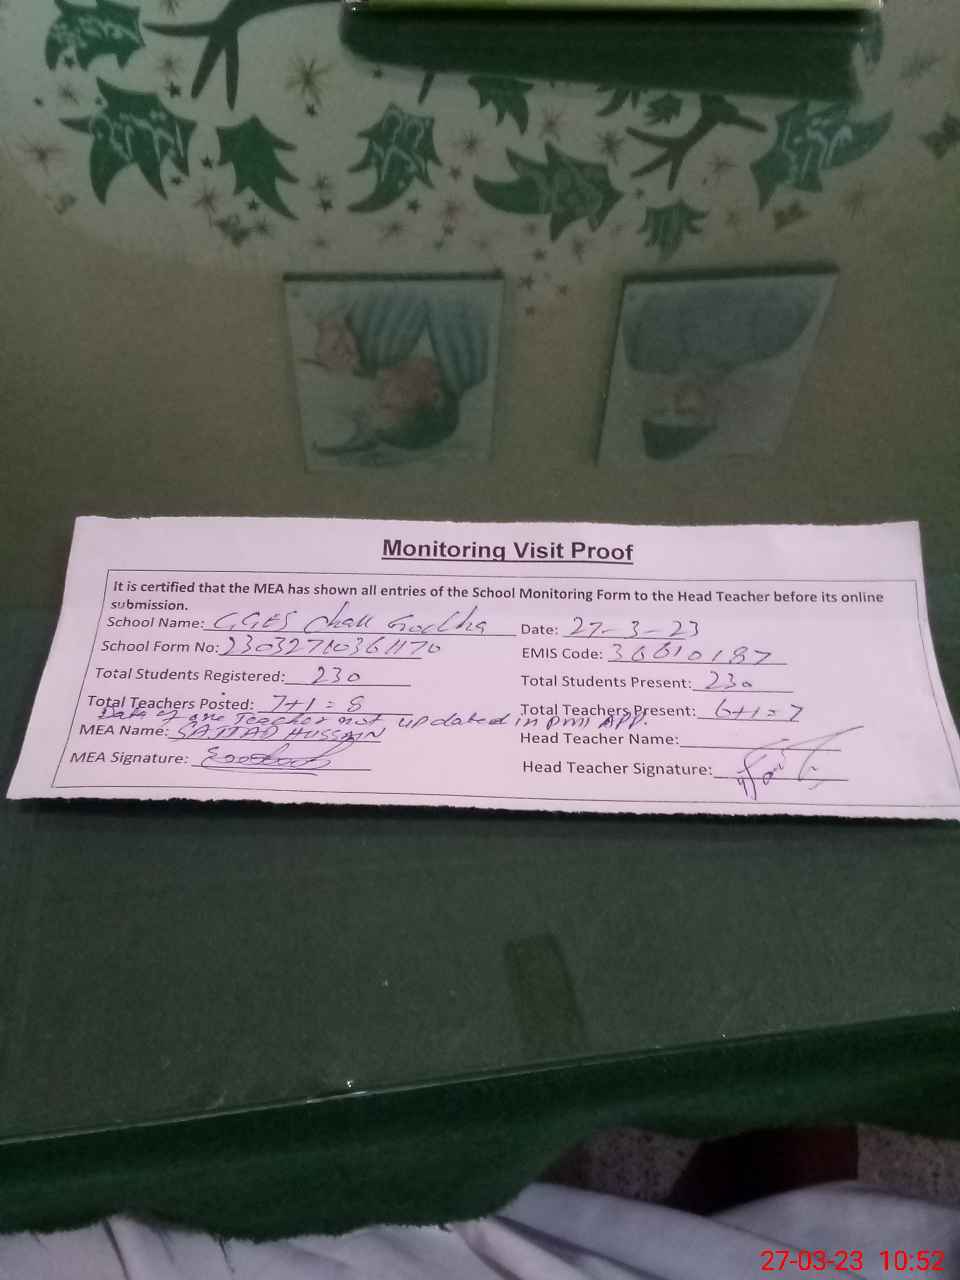 Monitoring Visit Proof
It is certified that the MEA has shown all entries of the School Monitoring Form to the Head Teacher before its online
submission.
School Name: GGES Chak Date: 27-3-23
School Form No: EMIS Code:
Total Students Registered: 230 Total Students Present: 230
Total Teachers Posted: 7+1=8 Total Teachers Present: 6+1=7
Data of one Teacher not updated in PMIU APP.
MEA Name: SAJJAD HUSSAIN Head Teacher Name:
MEA Signature: Head Teacher Signature:
27-03-23 10:52